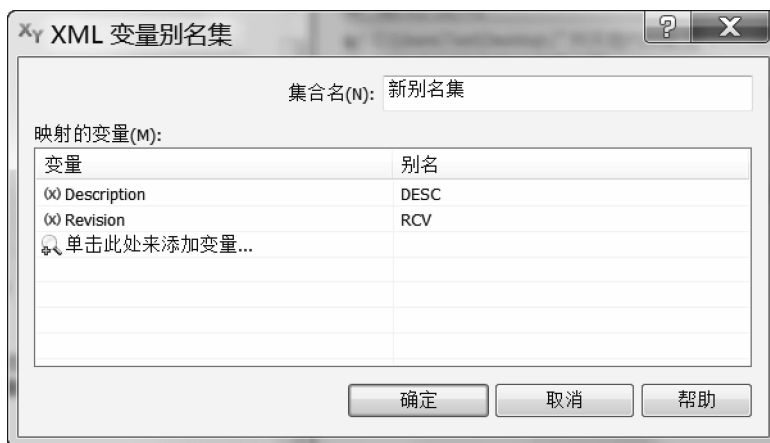 XY XML 变量别名集
集合名(N): 新别名集
映射的变量(M):
变量 别名
(x) Description DESC
(x) Revision RCV
单击此处来添加变量...
确定 取消 帮助